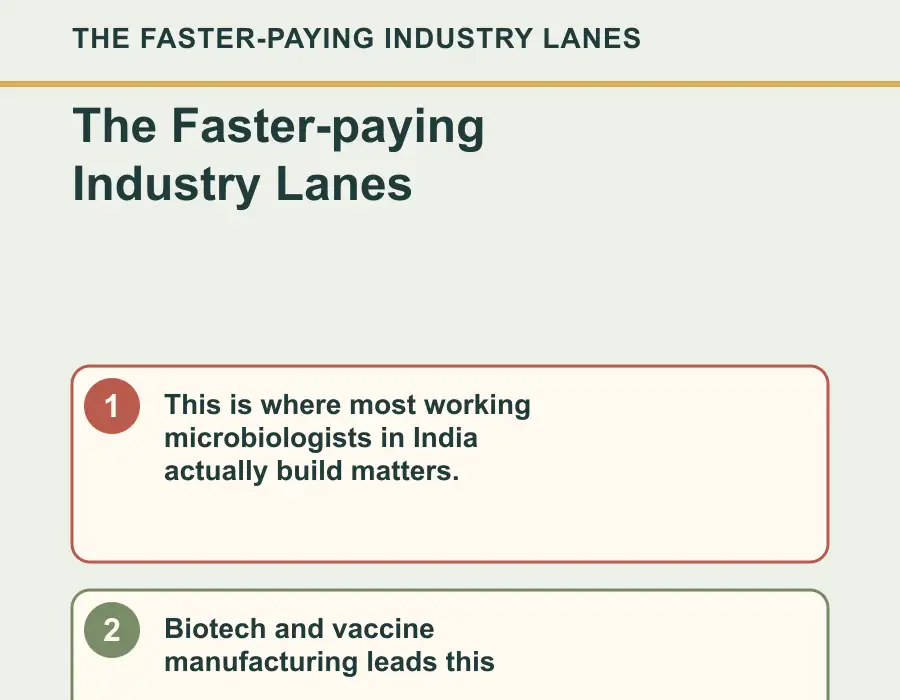 THE FASTER-PAYING INDUSTRY LANES
The Faster-paying
Industry Lanes
1
This is where most working
microbiologists in India
actually build matters.
2
Biotech and vaccine
manufacturing leads this